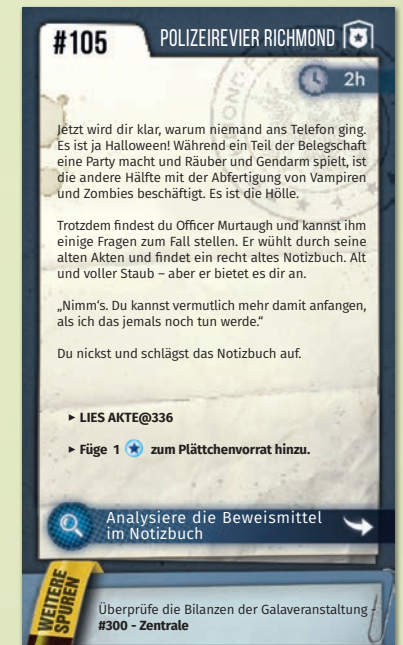 #105
POLIZEIREVIER RICHMOND
2h
Jetzt wird dir klar, warum niemand ans Telefon ging.
Es ist ja Halloween! Während ein Teil der Belegschaft
eine Party macht und Räuber und Gendarm spielt, ist
die andere Hälfte mit der Abfertigung von Vampiren
und Zombies beschäftigt. Es ist die Hölle.
Trotzdem findest du Officer Murtaugh und kannst ihm
einige Fragen zum Fall stellen. Er wühlt durch seine
alten Akten und findet ein recht altes Notizbuch. Alt
und voller Staub – aber er bietet es dir an.
„Nimm‘s. Du kannst vermutlich mehr damit anfangen,
als ich das jemals noch tun werde.“
Du nickst und schlägst das Notizbuch auf.
▸ LIES AKTE@336
▸ Füge 1 zum Plättchenvorrat hinzu.
Analysiere die Beweismittel
im Notizbuch
WEITERE
SPUREN
Überprüfe die Bilanzen der Galaveranstaltung -
#300 - Zentrale